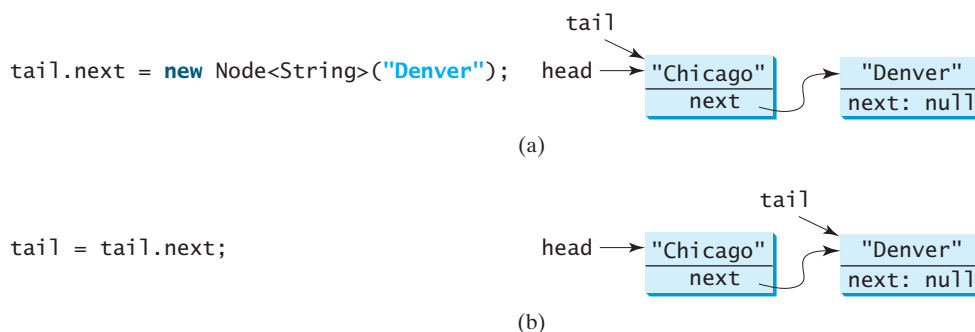 tail
tail.next = new Node<String>("Denver"); head "Chicago" "Denver"
next next: null
(a)
tail
tail = tail.next; head "Chicago" "Denver"
next next: null
(b)